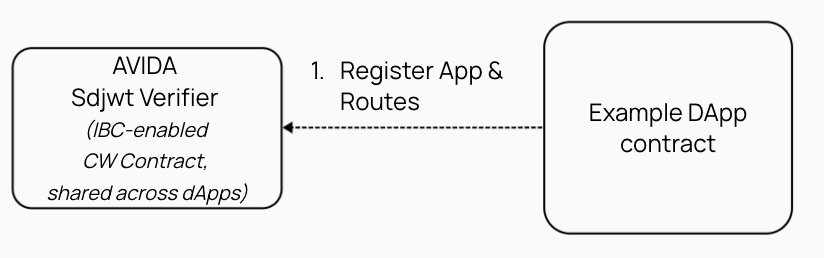 AVIDA
Sdjwt Verifier
(IBC-enabled
CW Contract,
shared across dApps)
1. Register App &
Routes
Example DApp
contract